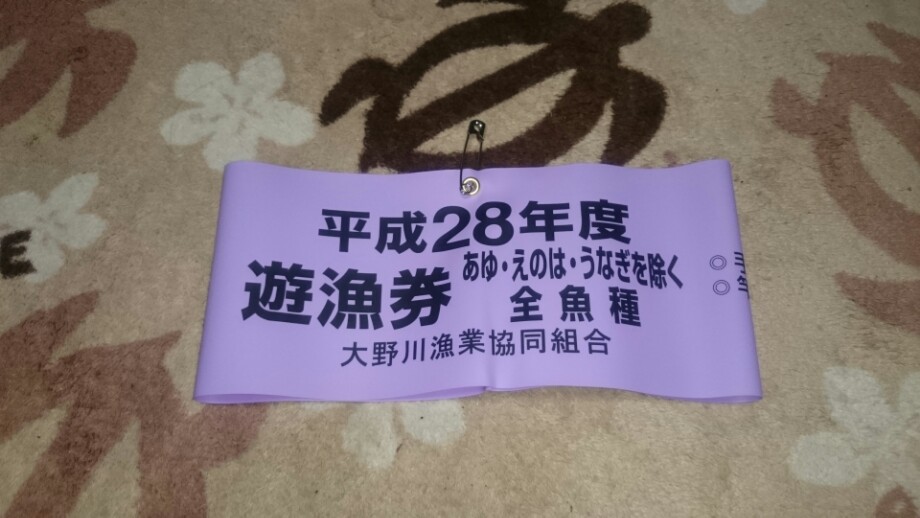 平成28年度
遊漁券 あゆ・えのは・うなぎを除く
全魚種
大野川漁業協同組合
◎
◎